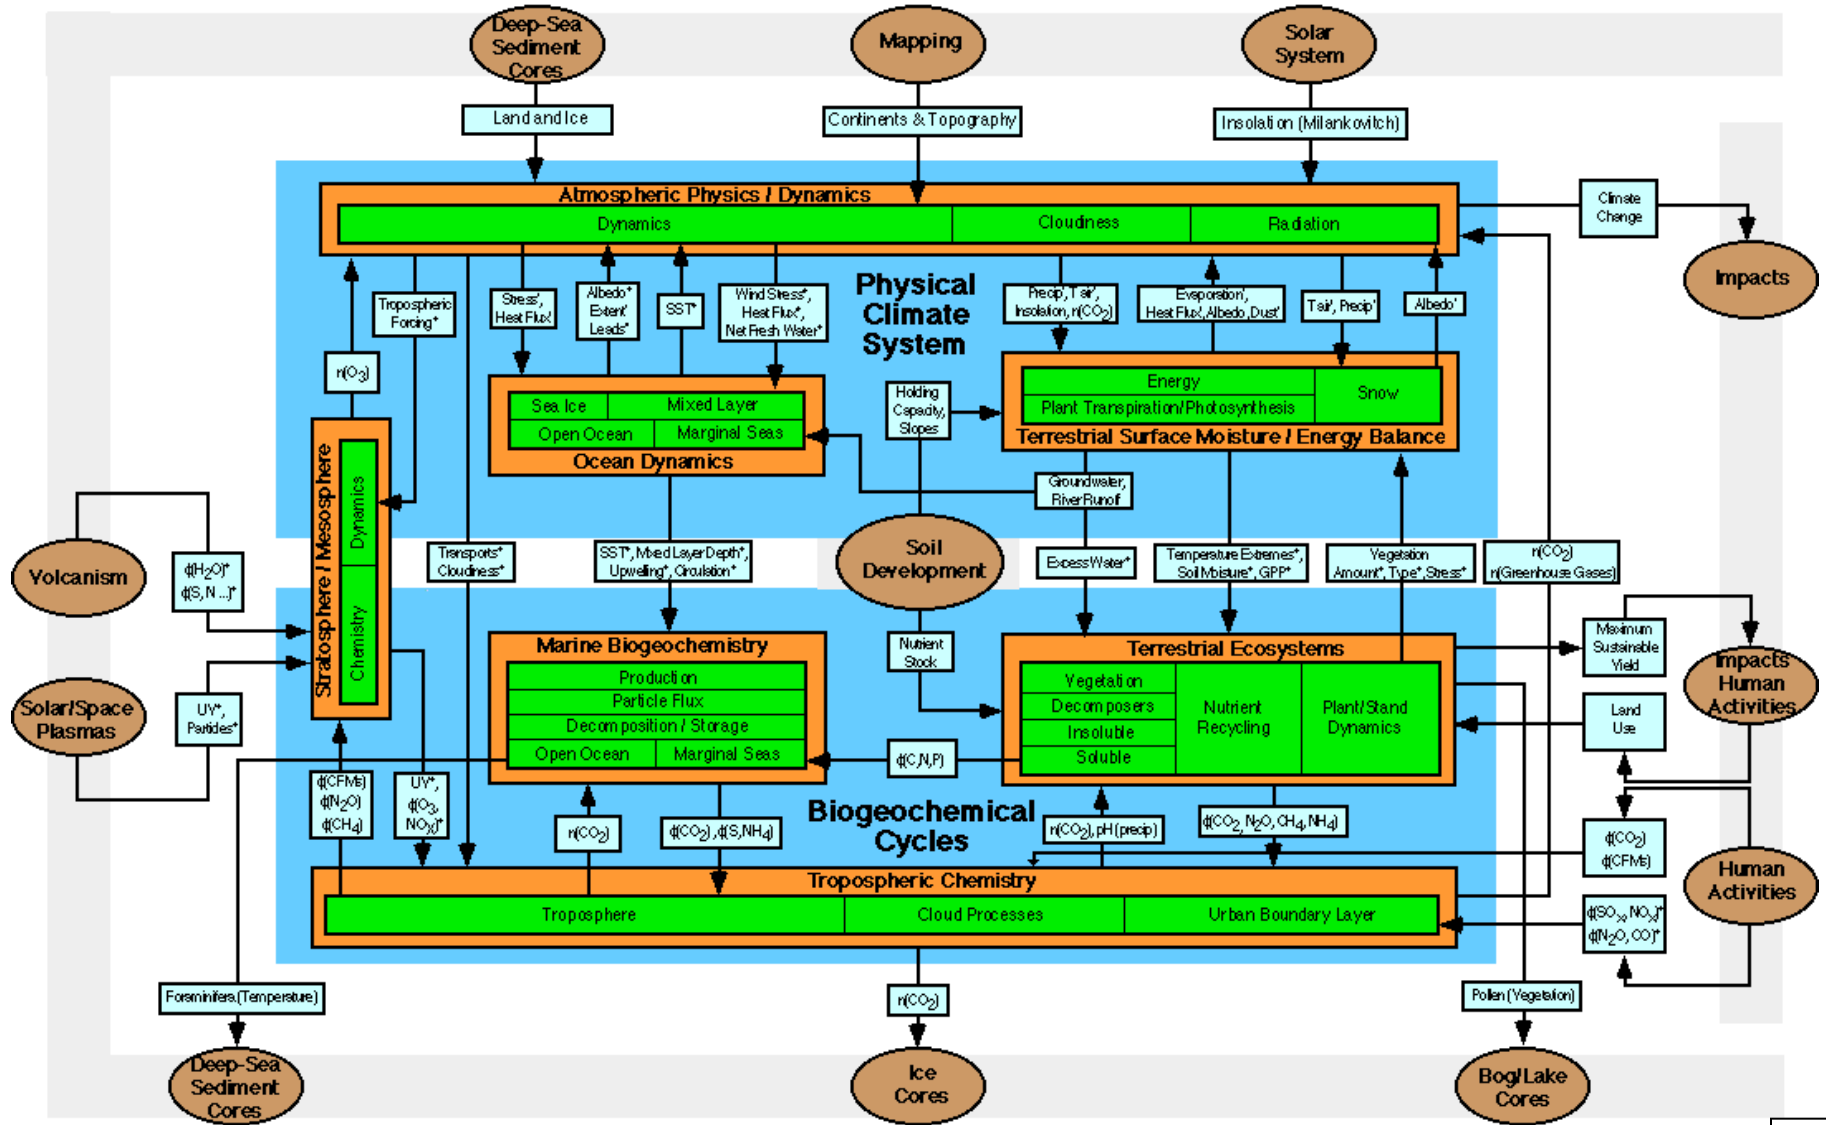 Deep-Sea
Sediment
Cores
Mapping
Solar
System
Land and Ice
Continents & Topography
Insolation (Milankovitch)
Atmospheric Physics / Dynamics
Dynamics
Cloudiness
Radiation
Climate
Change
Impacts
Tropospheric
Forcing+
Stress',
Heat Flux'
Albedo+
Extent'
Leads+
SST+
Wind Stress+,
Heat Flux+,
Net Fresh Water+
Physical
Climate
System
Precip', Tair',
Insolation, n(CO2)
Evaporation',
Heat Flux', Albedo, Dust'
Tair', Precip'
Albedo'
n(O3)
Sea Ice
Mixed Layer
Open Ocean
Marginal Seas
Ocean Dynamics
Holding
Capacity,
Slopes
Energy
Plant Transpiration/Photosynthesis
Snow
Terrestrial Surface Moisture / Energy Balance
Stratosphere / Mesosphere
Dynamics
Chemistry
Groundwater,
River Runoff
Volcanism
ϕ(H2O)+
ϕ(S, N ...)+
Transports+
Cloudiness+
SST+, Mixed Layer Depth+,
Upwelling+, Circulation+
Soil
Development
Excess Water+
Temperature Extremes+,
Soil Moisture+, GPP+
Vegetation
Amount+, Type+, Stress+
n(CO2)
n(Greenhouse Gases)
Solar/Space
Plasmas
UV+,
Particles+
Marine Biogeochemistry
Production
Particle Flux
Decomposition / Storage
Open Ocean
Marginal Seas
Nutrient
Stock
Terrestrial Ecosystems
Vegetation
Decomposers
Insoluble
Soluble
Nutrient
Recycling
Plant/Stand
Dynamics
Maximum
Sustainable
Yield
Impacts
Human
Activities
Land
Use
ϕ(C,N,P)
ϕ(CFMs)
ϕ(N2O)
ϕ(CH4)
UV+,
ϕ(O3,
NOx)+
n(CO2)
ϕ(CO2), ϕ(S,NH4)
Biogeochemical
Cycles
n(CO2), pH(precip)
ϕ(CO2, N2O, CH4, NH4)
ϕ(CO2)
ϕ(CFMs)
Human
Activities
Tropospheric Chemistry
Troposphere
Cloud Processes
Urban Boundary Layer
ϕ(SOx, NOx)+
ϕ(N2O, CO)+
Foraminifera.(Temperature)
n(CO2)
Pollen (Vegetation)
Deep-Sea
Sediment
Cores
Ice
Cores
Bog/Lake
Cores